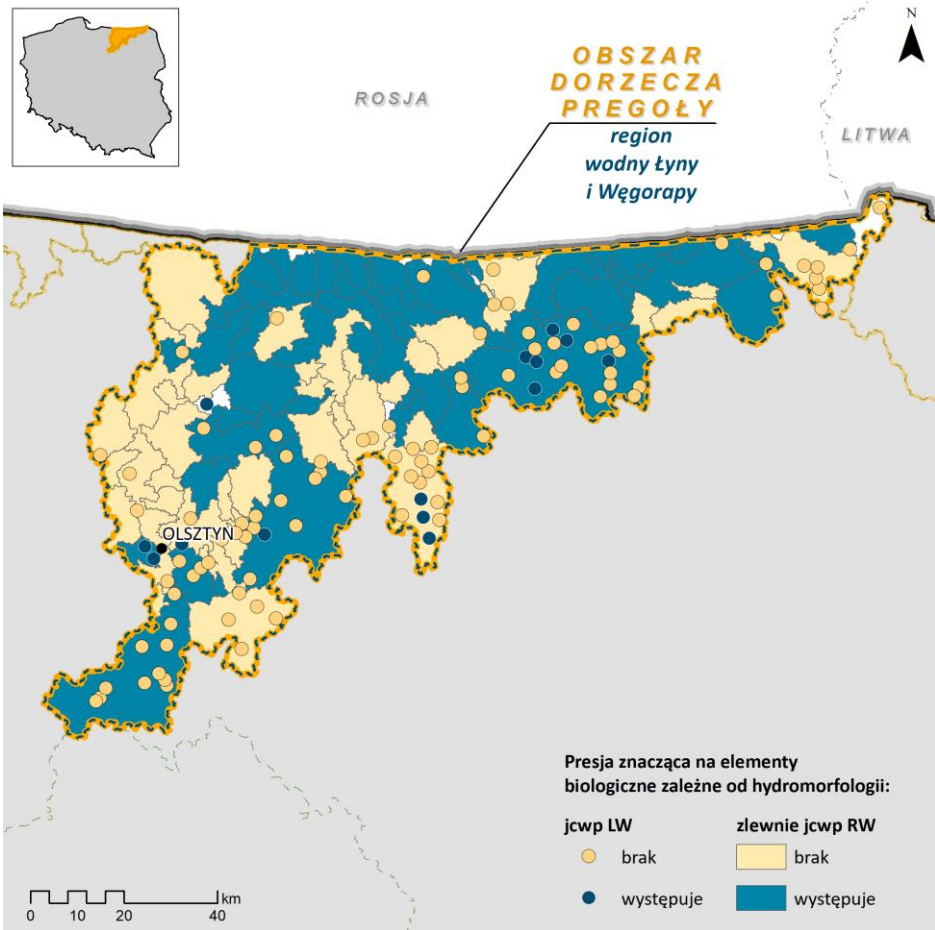 N
OBSZAR
DORZECZA
PREGOŁY
region
wodny Łyny
i Węgorapy
ROSJA
LITWA
OLSZTYN
Presja znacząca na elementy
biologiczne zależne od hydromorfologii:
jcwp LW
zlewnie jcwp RW
brak
brak
występuje
występuje
km
0 10 20 40